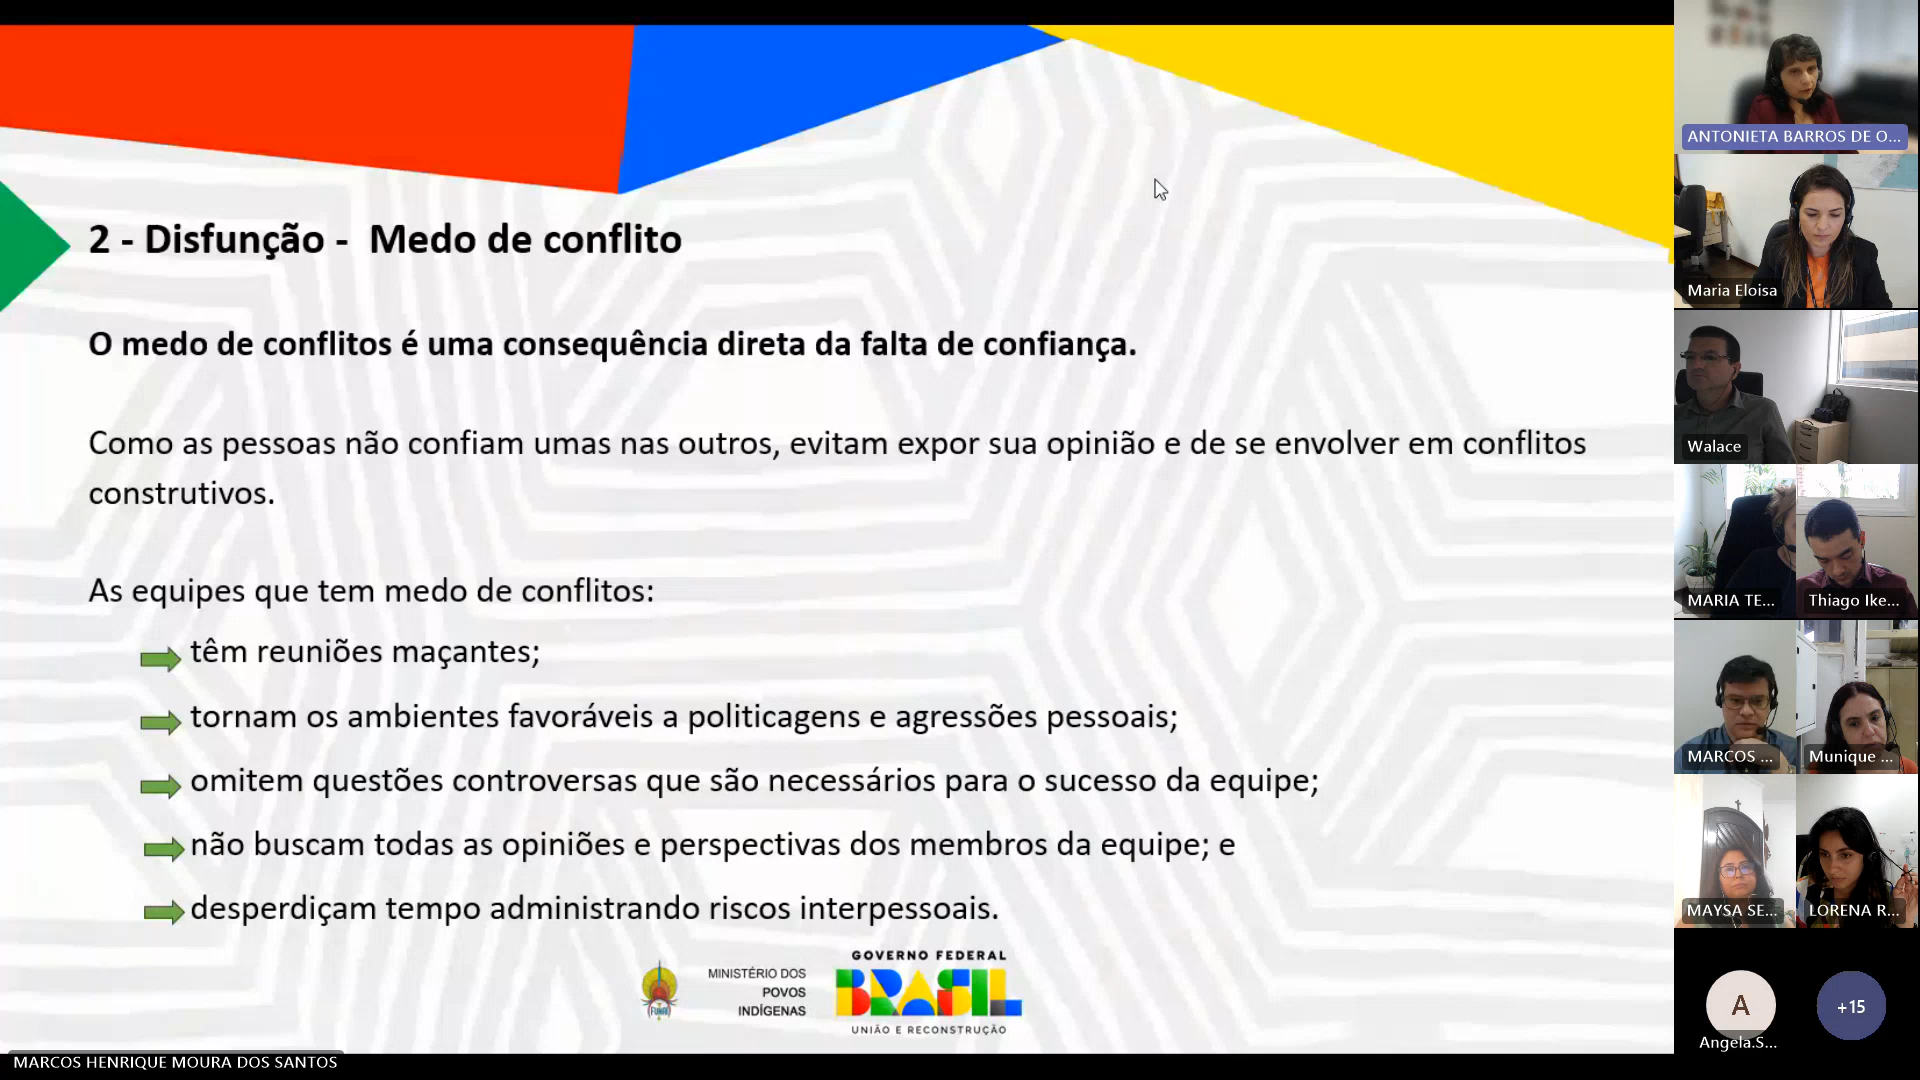 2 - Disfunção - Medo de conflito
O medo de conflitos é uma consequência direta da falta de confiança.
Como as pessoas não confiam umas nas outros, evitam expor sua opinião e de se envolver em conflitos
construtivos.
As equipes que tem medo de conflitos:
têm reuniões maçantes;
tornam os ambientes favoráveis a politicagens e agressões pessoais;
omitem questões controversas que são necessários para o sucesso da equipe;
não buscam todas as opiniões e perspectivas dos membros da equipe; e
desperdiçam tempo administrando riscos interpessoais.
FUNAI
MINISTÉRIO DOS
POVOS
INDÍGENAS
GOVERNO FEDERAL
BRASIL
UNIÃO E RECONSTRUÇÃO
MARCOS HENRIQUE MOURA DOS SANTOS
ANTONIETA BARROS DE O...
Maria Eloisa
Walace
MARIA TE...
Thiago Ike...
MARCOS ...
Munique ...
MAYSA SE...
LORENA R...
A
+15
Angela.S...